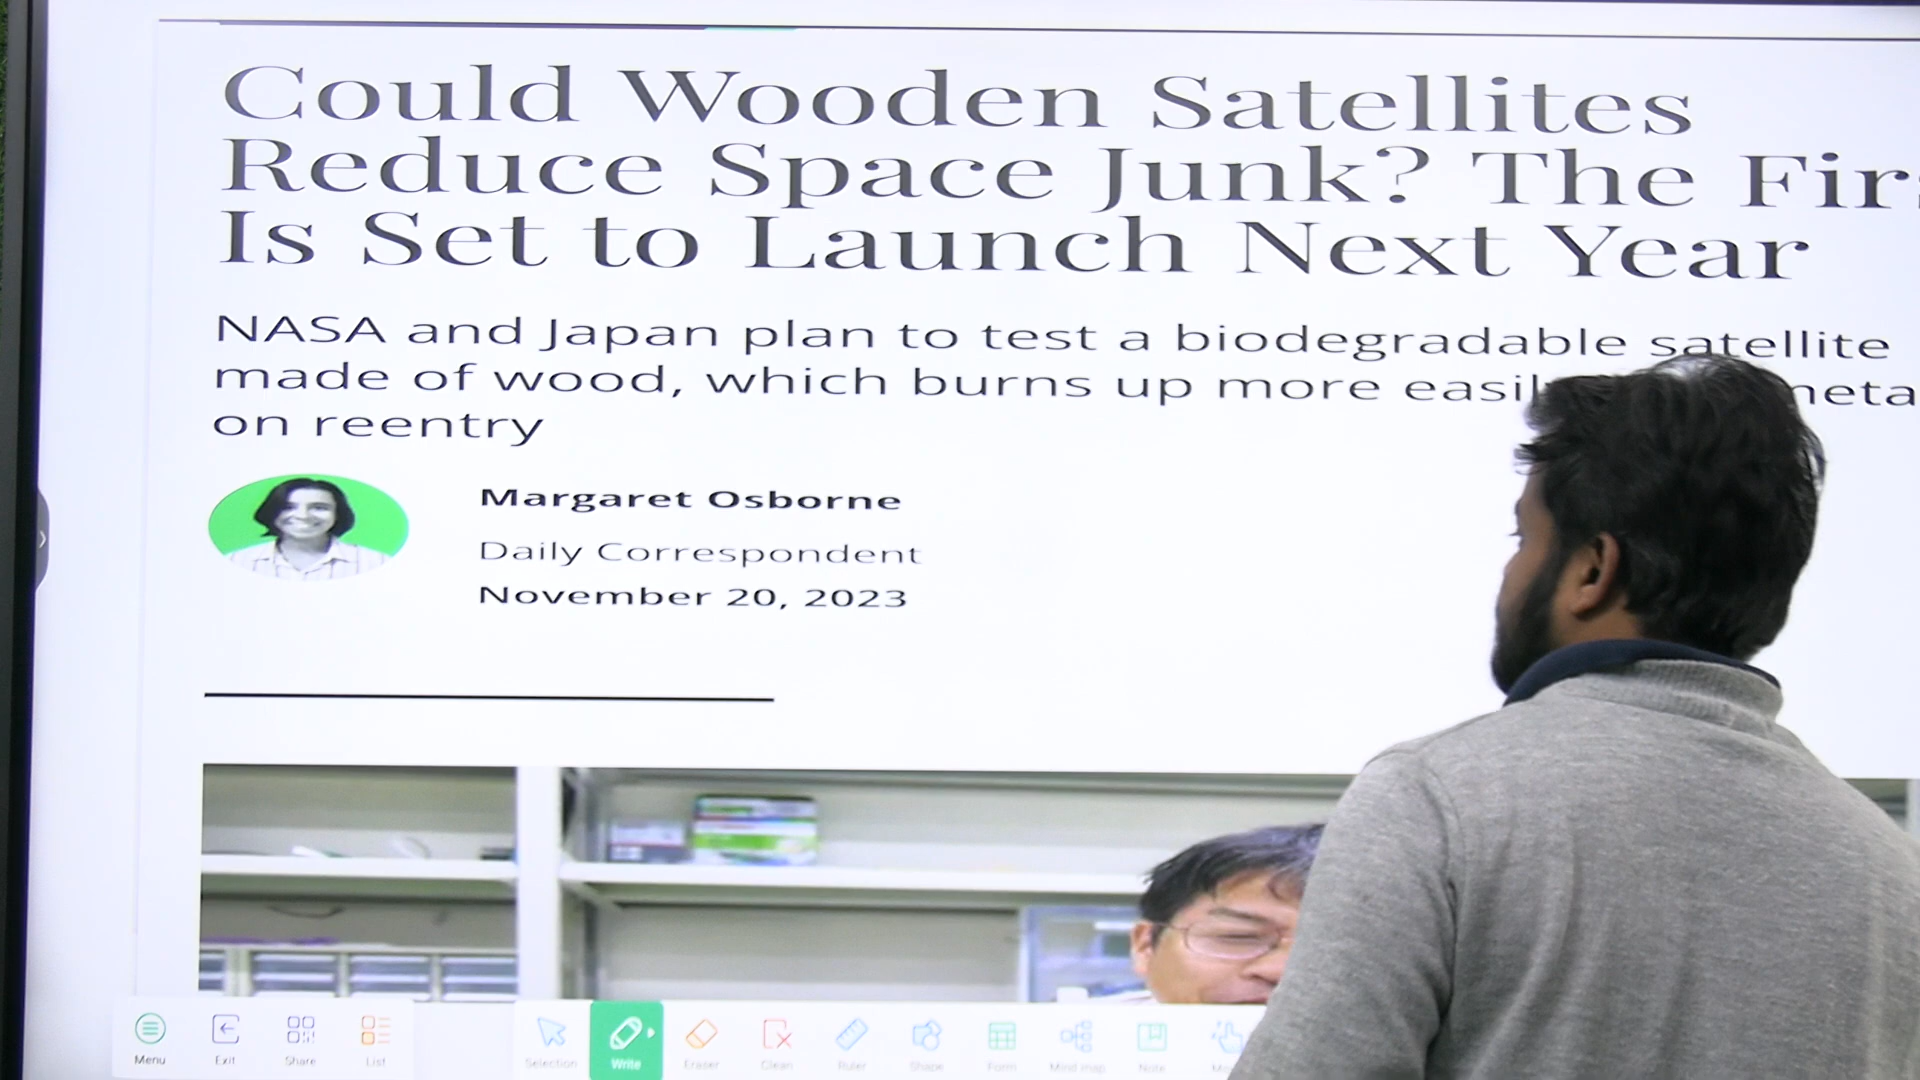 Could Wooden Satellites
Reduce Space Junk? The
Is Set to Launch Next Year
NASA and Japan plan to test a biodegradable satellite
made of wood, which burns up more
on reentry
Margaret Osborne
Daily Correspondent
November 20, 2023
Menu
Exit
Share
List
Selection
Write
Eraser
Clean
Ruler
Shape
Form
Mind map
Note